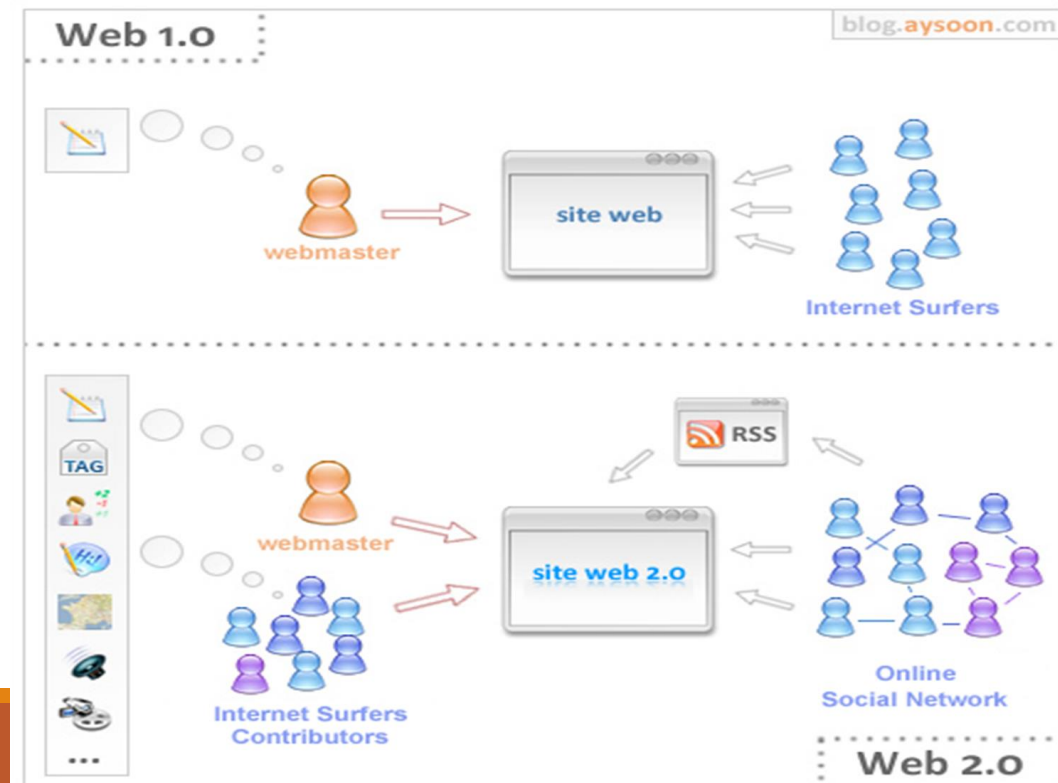 Web 1.0
blog.aysoon.com
site web
webmaster
Internet Surfers
TAG
RSS
webmaster
site web 2.0
Internet Surfers
Contributors
Online
Social Network
...
Web 2.0